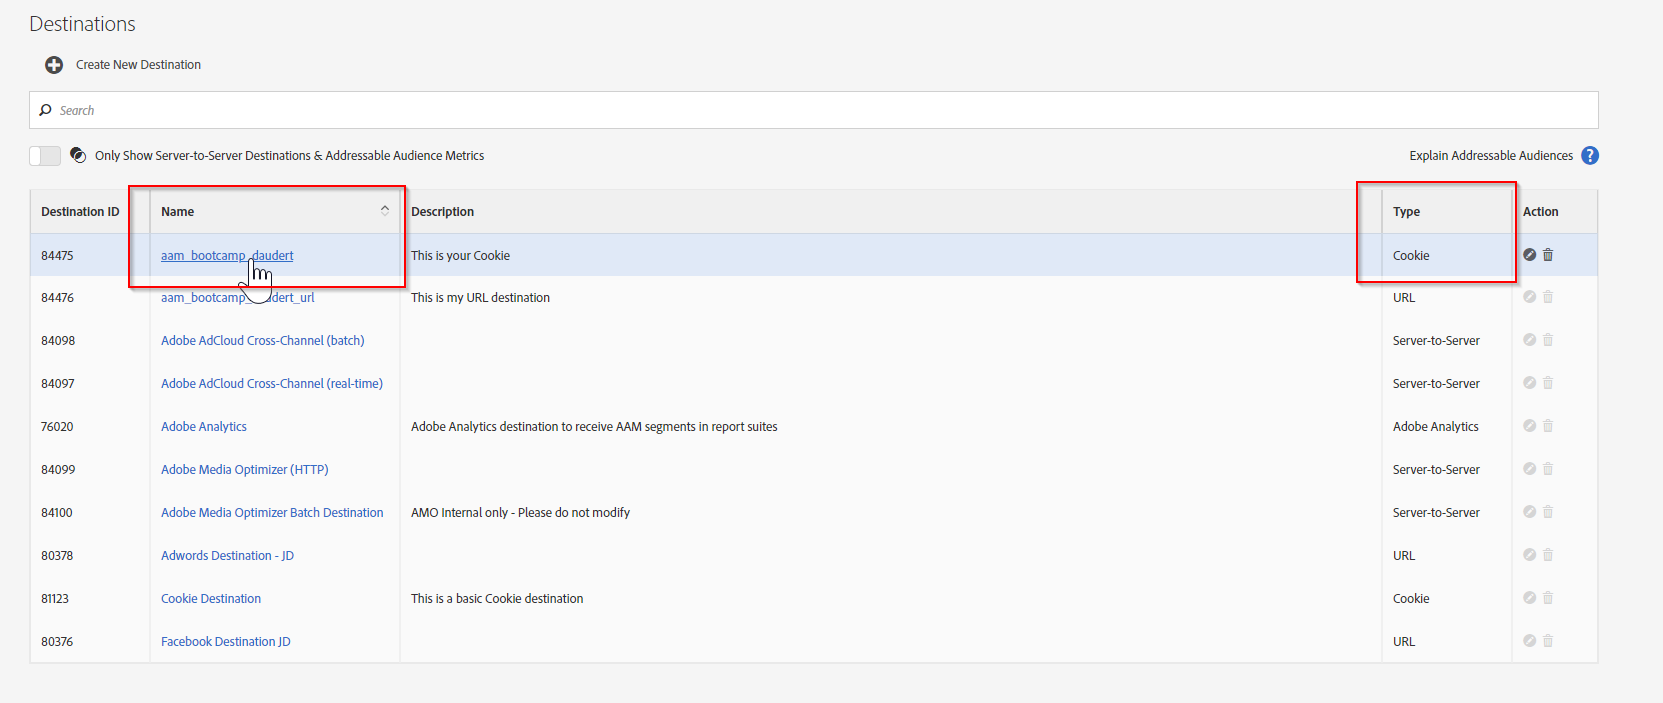 Destinations
Create New Destination
Search
Only Show Server-to-Server Destinations & Addressable Audience Metrics Explain Addressable Audiences ?
Destination ID Name Description Type Action
84475 aam_bootcamp_daudert This is your Cookie Cookie
84476 aam_bootcamp_daudert_url This is my URL destination URL
84098 Adobe AdCloud Cross-Channel (batch) Server-to-Server
84097 Adobe AdCloud Cross-Channel (real-time) Server-to-Server
76020 Adobe Analytics Adobe Analytics destination to receive AAM segments in report suites Adobe Analytics
84099 Adobe Media Optimizer (HTTP) Server-to-Server
84100 Adobe Media Optimizer Batch Destination AMO Internal only - Please do not modify Server-to-Server
80378 Adwords Destination - JD URL
81123 Cookie Destination This is a basic Cookie destination Cookie
80376 Facebook Destination JD URL